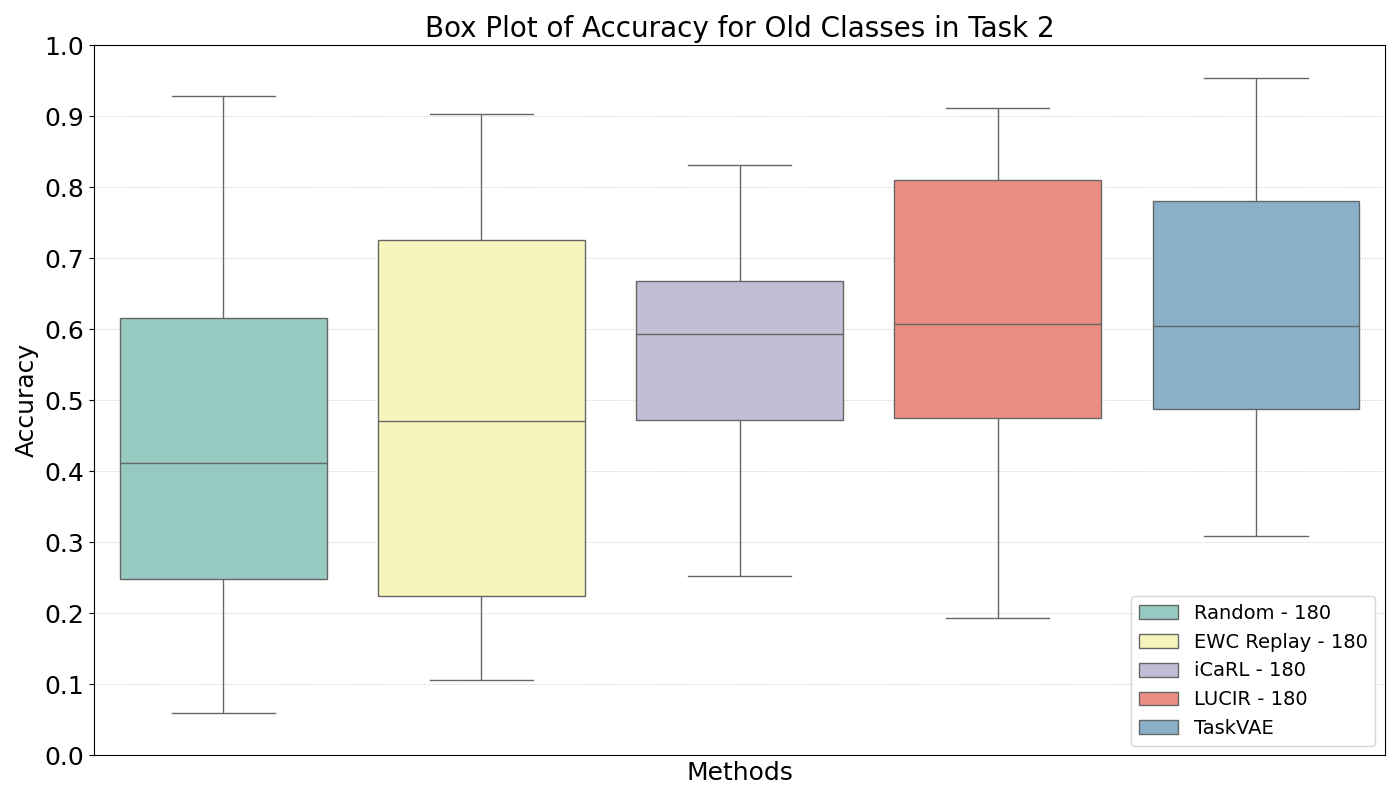 Box Plot of Accuracy for Old Classes in Task 2
1.0
0.9
0.8
0.7
0.6
0.5
0.4
0.3
0.2
0.1
0.0
Accuracy
Methods
Random - 180
EWC Replay - 180
iCaRL - 180
LUCIR - 180
TaskVAE